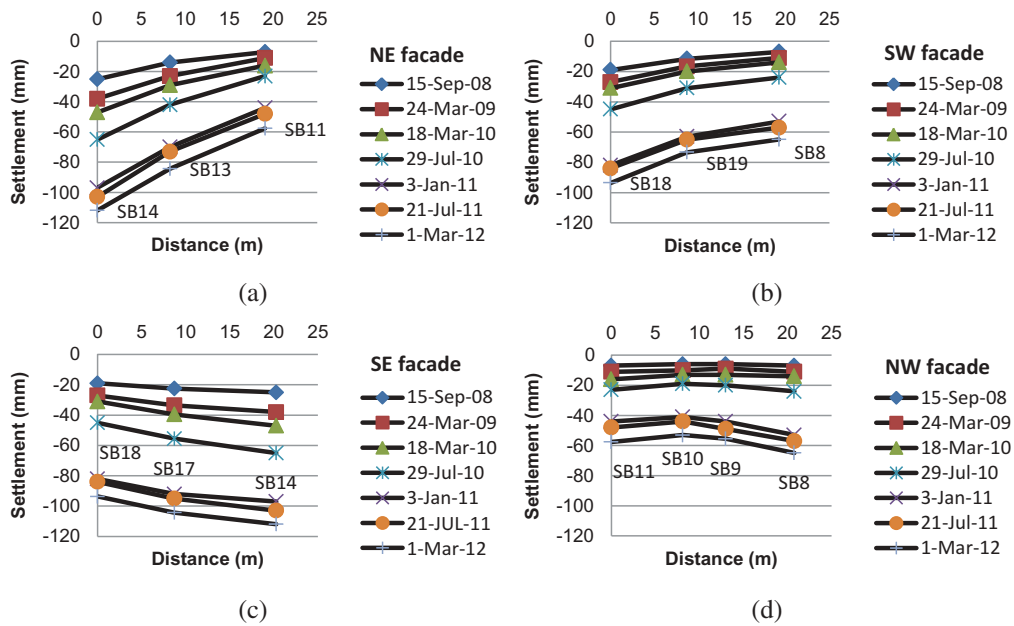 0 5 10 15 20 25
0
-20
-40
-60
-80
-100
-120
Settlement (mm)
SB11
SB13
SB14
Distance (m)
NE facade
15-Sep-08
24-Mar-09
18-Mar-10
29-Jul-10
3-Jan-11
21-Jul-11
1-Mar-12
(a)
0 5 10 15 20 25
0
-20
-40
-60
-80
-100
-120
Settlement (mm)
SB8
SB19
SB18
Distance (m)
SW facade
15-Sep-08
24-Mar-09
18-Mar-10
29-Jul-10
3-Jan-11
21-Jul-11
1-Mar-12
(b)
0 5 10 15 20 25
0
-20
-40
-60
-80
-100
-120
Settlement (mm)
SB18
SB17
SB14
Distance (m)
SE facade
15-Sep-08
24-Mar-09
18-Mar-10
29-Jul-10
3-Jan-11
21-JUL-11
1-Mar-12
(c)
0 5 10 15 20 25
0
-20
-40
-60
-80
-100
-120
Settlement (mm)
SB11
SB10
SB9
SB8
Distance (m)
NW facade
15-Sep-08
24-Mar-09
18-Mar-10
29-Jul-10
3-Jan-11
21-Jul-11
1-Mar-12
(d)